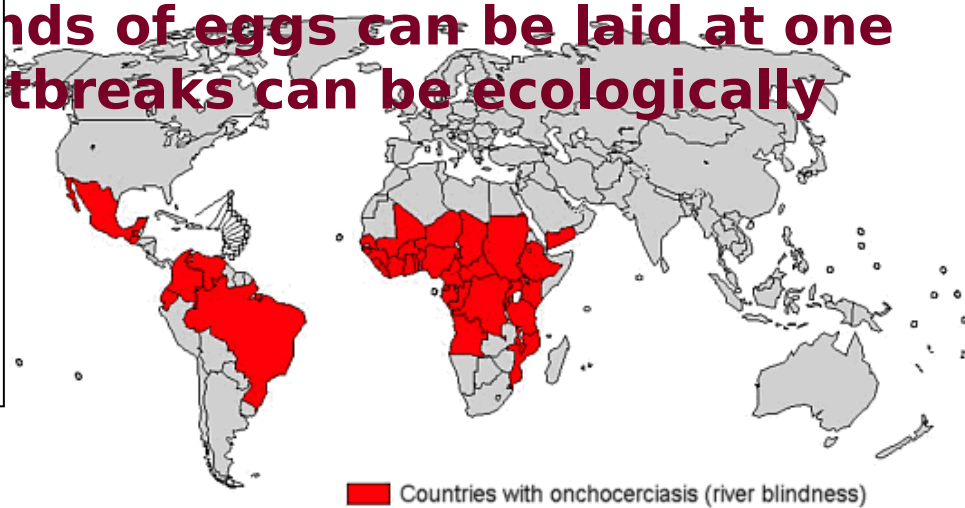 nds of eggs can be laid at one
tbreaks can be ecologically
Countries with onchocerciasis (river blindness)